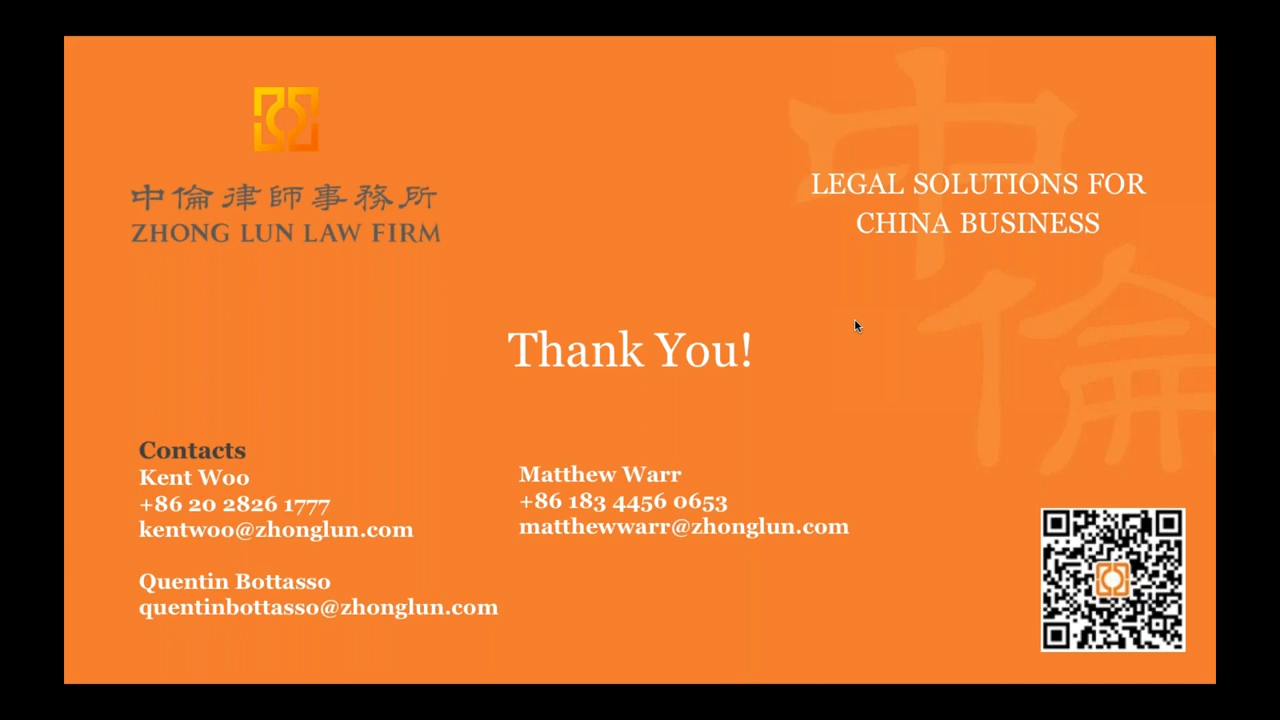 中倫律師事務所
ZHONG LUN LAW FIRM
LEGAL SOLUTIONS FOR
CHINA BUSINESS
中
倫
Thank You!
Contacts
Kent Woo
+86 20 2826 1777
kentwoo@zhonglun.com
Quentin Bottasso
quentinbottasso@zhonglun.com
Matthew Warr
+86 183 4456 0653
matthewwarr@zhonglun.com